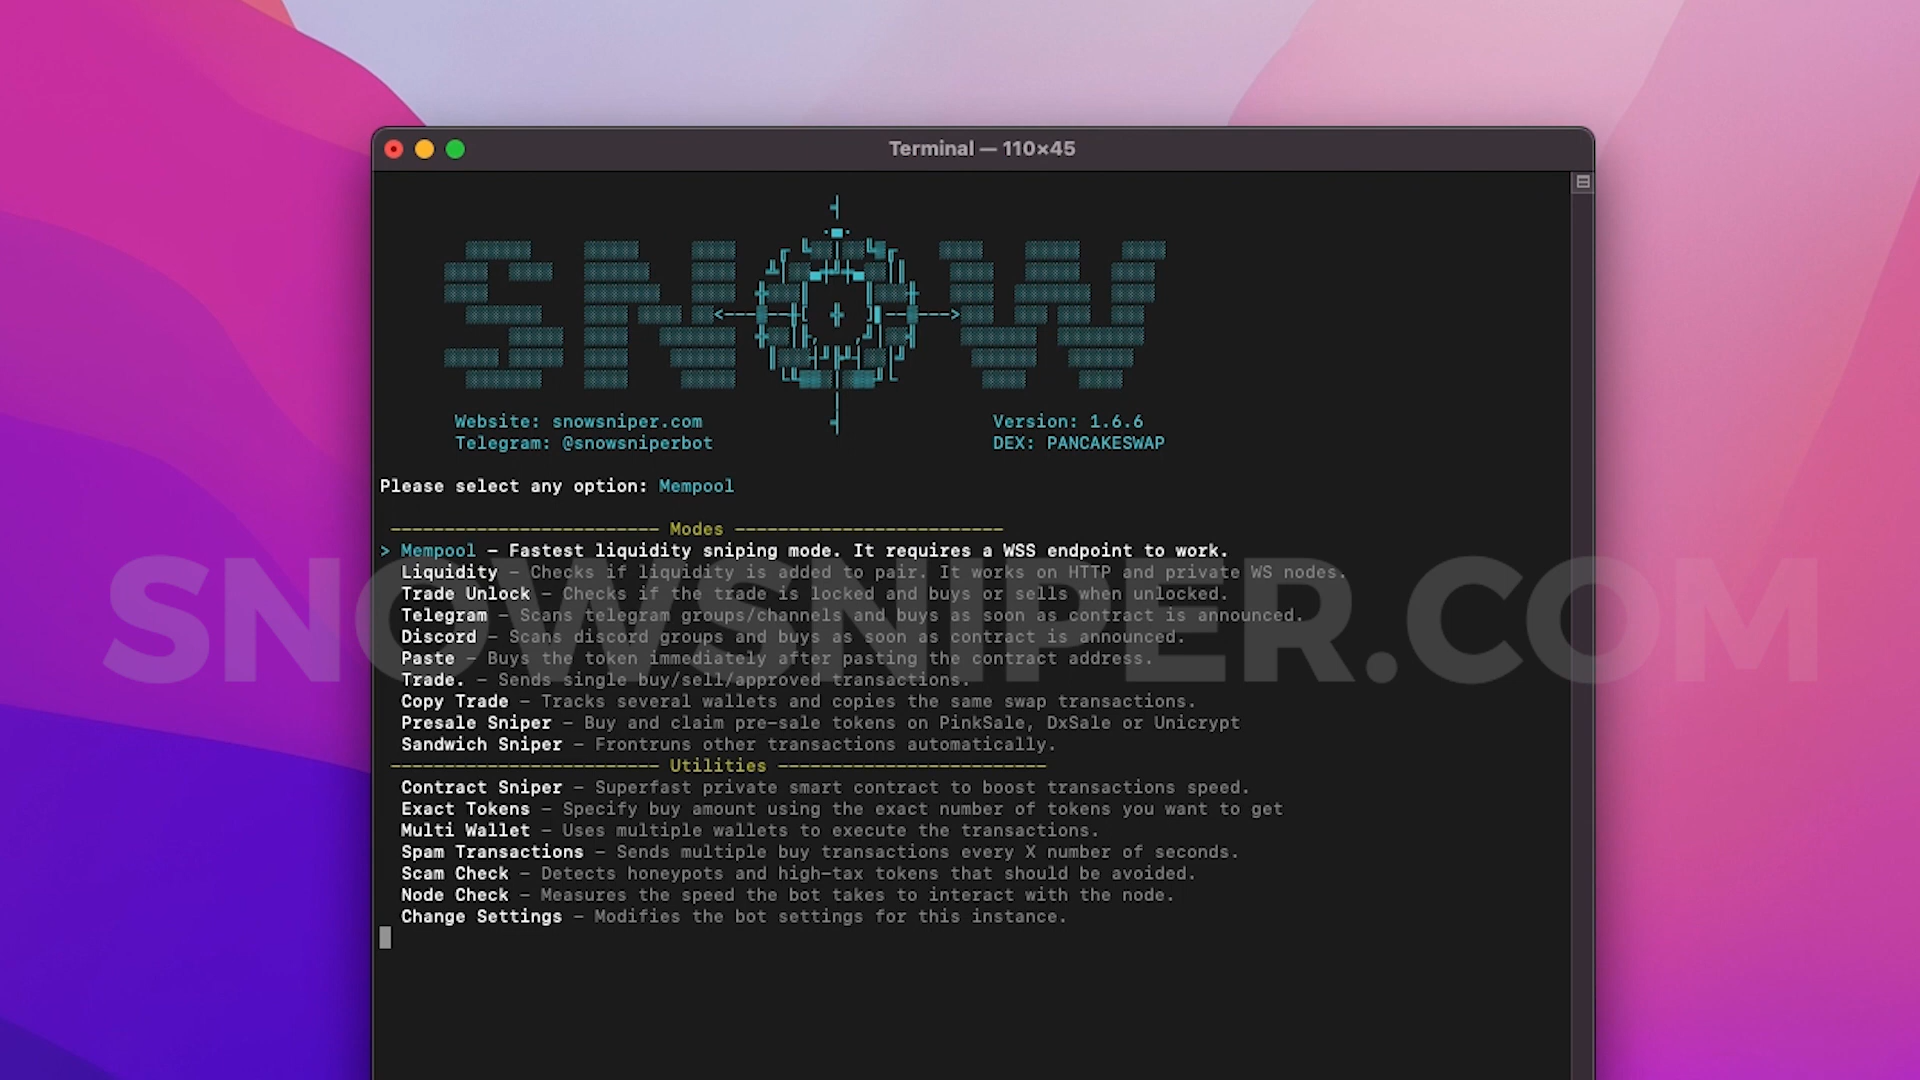 Terminal — 110×45
SNOW
Website: snowsniper.com
Version: 1.6.6
Telegram: @snowsniperbot
DEX: PANCAKESWAP
Please select any option: Mempool
------------------------- Modes -------------------------
> Mempool – Fastest liquidity sniping mode. It requires a WSS endpoint to work.
Liquidity – Checks if liquidity is added to pair. It works on HTTP and private WS nodes.
Trade Unlock – Checks if the trade is locked and buys or sells when unlocked.
Telegram – Scans telegram groups/channels and buys as soon as contract is announced.
Discord – Scans discord groups and buys as soon as contract is announced.
Paste – Buys the token immediately after pasting the contract address.
Trade. – Sends single buy/sell/approved transactions.
Copy Trade – Tracks several wallets and copies the same swap transactions.
Presale Sniper – Buy and claim pre-sale tokens on PinkSale, DxSale or Unicrypt
Sandwich Sniper – Frontruns other transactions automatically.
------------------------- Utilities -------------------------
Contract Sniper – Superfast private smart contract to boost transactions speed.
Exact Tokens – Specify buy amount using the exact number of tokens you want to get
Multi Wallet – Uses multiple wallets to execute the transactions.
Spam Transactions – Sends multiple buy transactions every X number of seconds.
Scam Check – Detects honeypots and high-tax tokens that should be avoided.
Node Check – Measures the speed the bot takes to interact with the node.
Change Settings – Modifies the bot settings for this instance.
SNOWSNIPER.COM